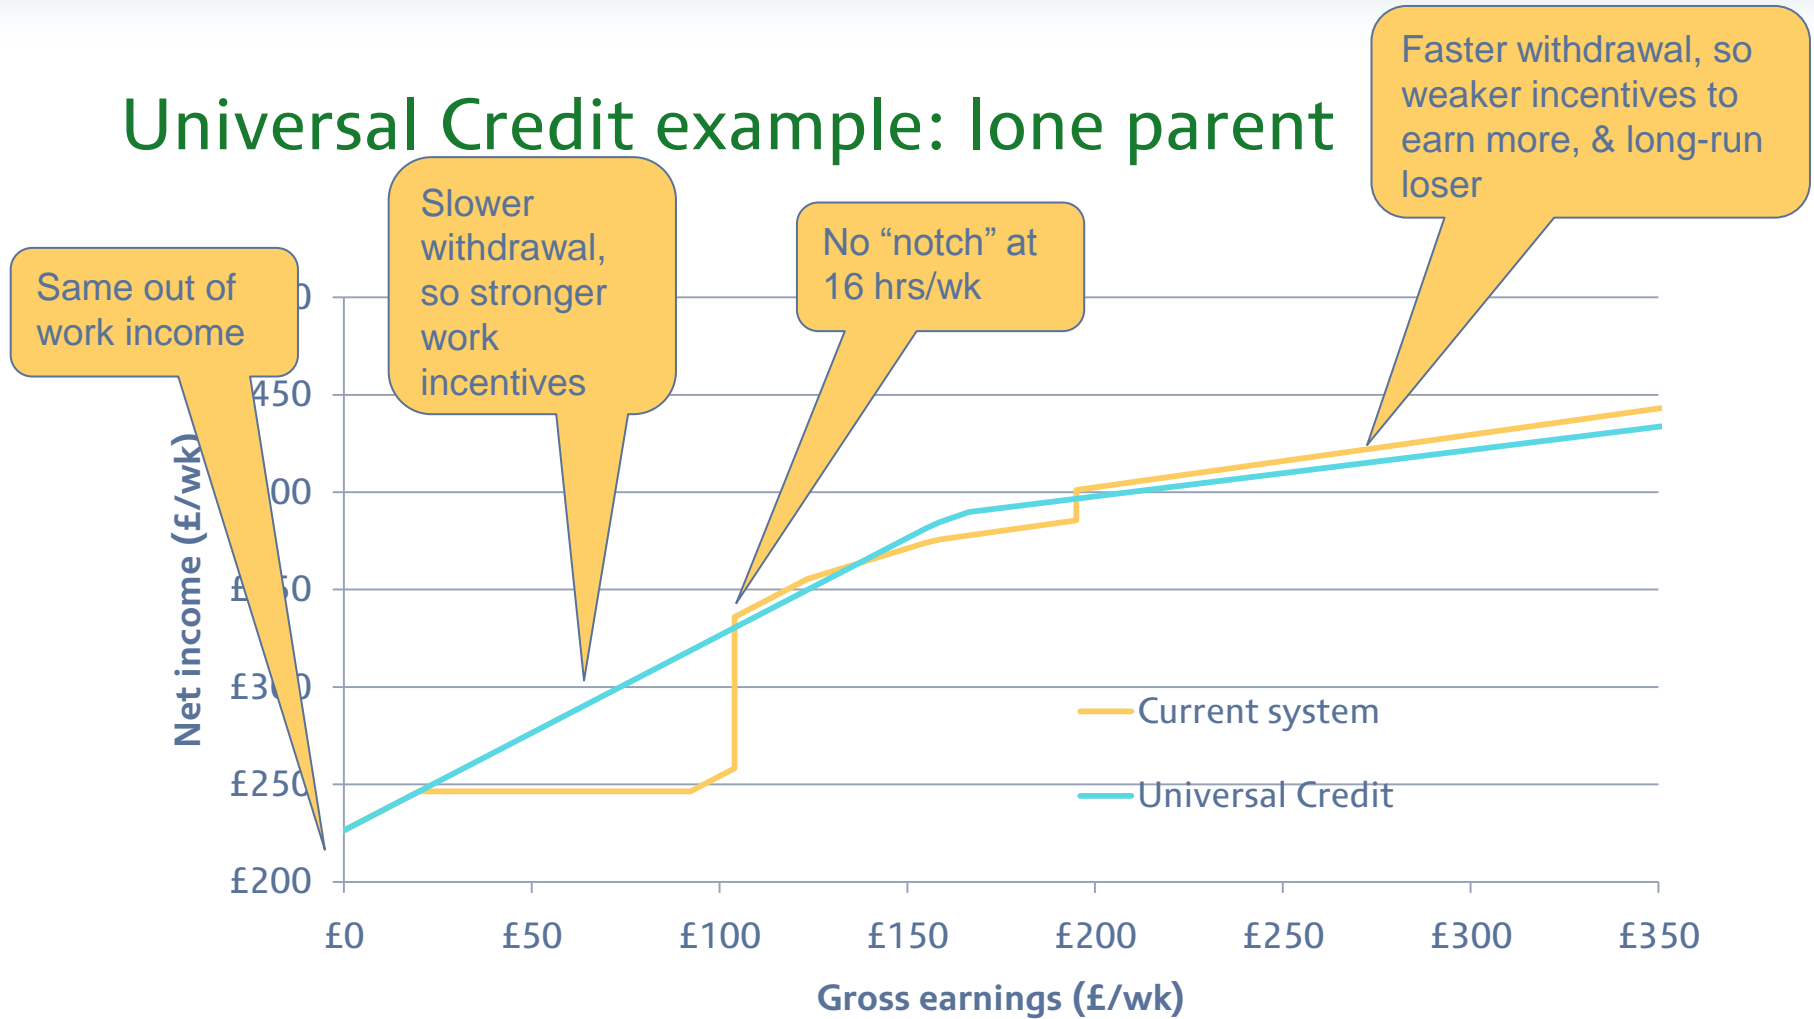 Universal Credit example: lone parent
Same out of
work income
Slower
withdrawal,
so stronger
work
incentives
No “notch” at
16 hrs/wk
Faster withdrawal, so
weaker incentives to
earn more, & long-run
loser
Net income (£/wk)
£250
£200
£0
£50
£100
£150
£200
£250
£300
£350
Gross earnings (£/wk)
Current system
Universal Credit